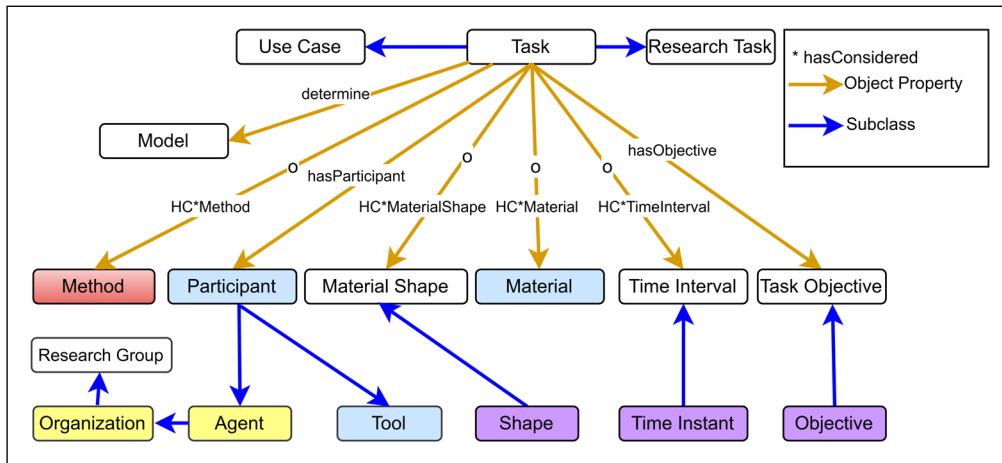 Use Case
Task
Research Task
* hasConsidered
Object Property
Subclass
determine
Model
o
o
o
o
hasObjective
hasParticipant
HC*Method
HC*MaterialShape
HC*Material
HC*TimeInterval
Method
Participant
Material Shape
Material
Time Interval
Task Objective
Research Group
Organization
Agent
Tool
Shape
Time Instant
Objective